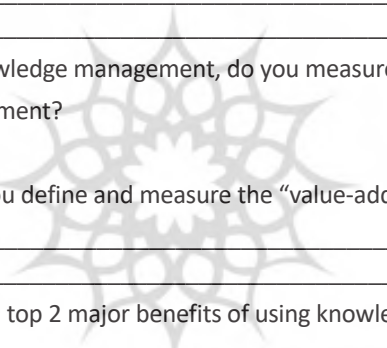 wledge management, do you measure
ment?
u define and measure the “value-add
top 2 major benefits of using knowle